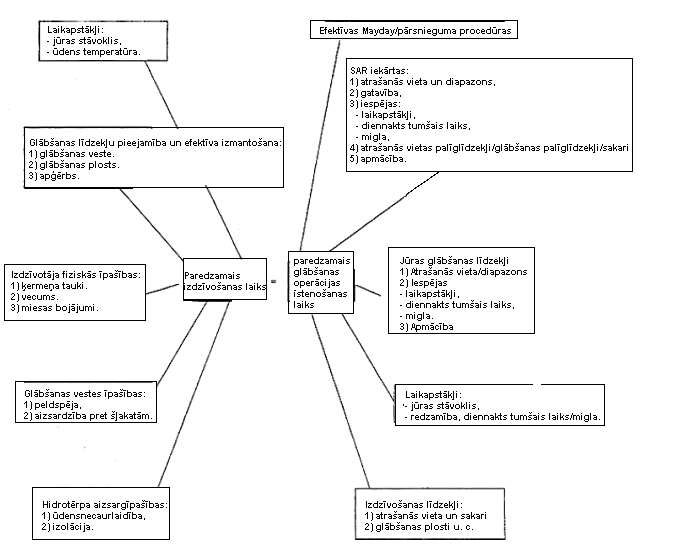 Laikapstākļi:
- jūras stāvoklis,
- ūdens temperatūra.
Efektīvas Mayday/pārsnieguma procedūras
SAR iekārtas:
1) atrašanās vieta un diapazons,
2) gatavība,
3) iespējas:
- laikapstākļi,
- diennakts tumšais laiks,
- migla,
4) atrašanās vietas palīglīdzekļi/glābšanas palīglīdzekļi/sakari
5) apmācība.
Glābšanas līdzekļu pieejamība un efektīva izmantošana:
1) glābšanas veste.
2) glābšanas plosts.
3) apģērbs.
Izdzīvotāja fiziskās īpašības:
1) ķermeņa tauki.
2) vecums.
3) miesas bojājumi.
Paredzamais
izdzīvošanas laiks
=
paredzamais
glābšanas
operācijas
īstenošanas
laiks
Jūras glābšanas līdzekļi
1) Atrašanās vieta/diapazons
2) Iespējas
- laikapstākļi,
- diennakts tumšais laiks,
- migla.
3) Apmācība
Glābšanas vestes īpašības:
1) peldspēja,
2) aizsardzība pret šļakatām.
Laikapstākļi:
- jūras stāvoklis,
- redzamība, diennakts tumšais laiks/migla.
Hidrotērpa aizsargīpašības:
1) ūdensnecaurlaidība,
2) izolācija.
Izdzīvošanas līdzekļi:
1) atrašanās vieta un sakari
2) glābšanas plosti u. c.